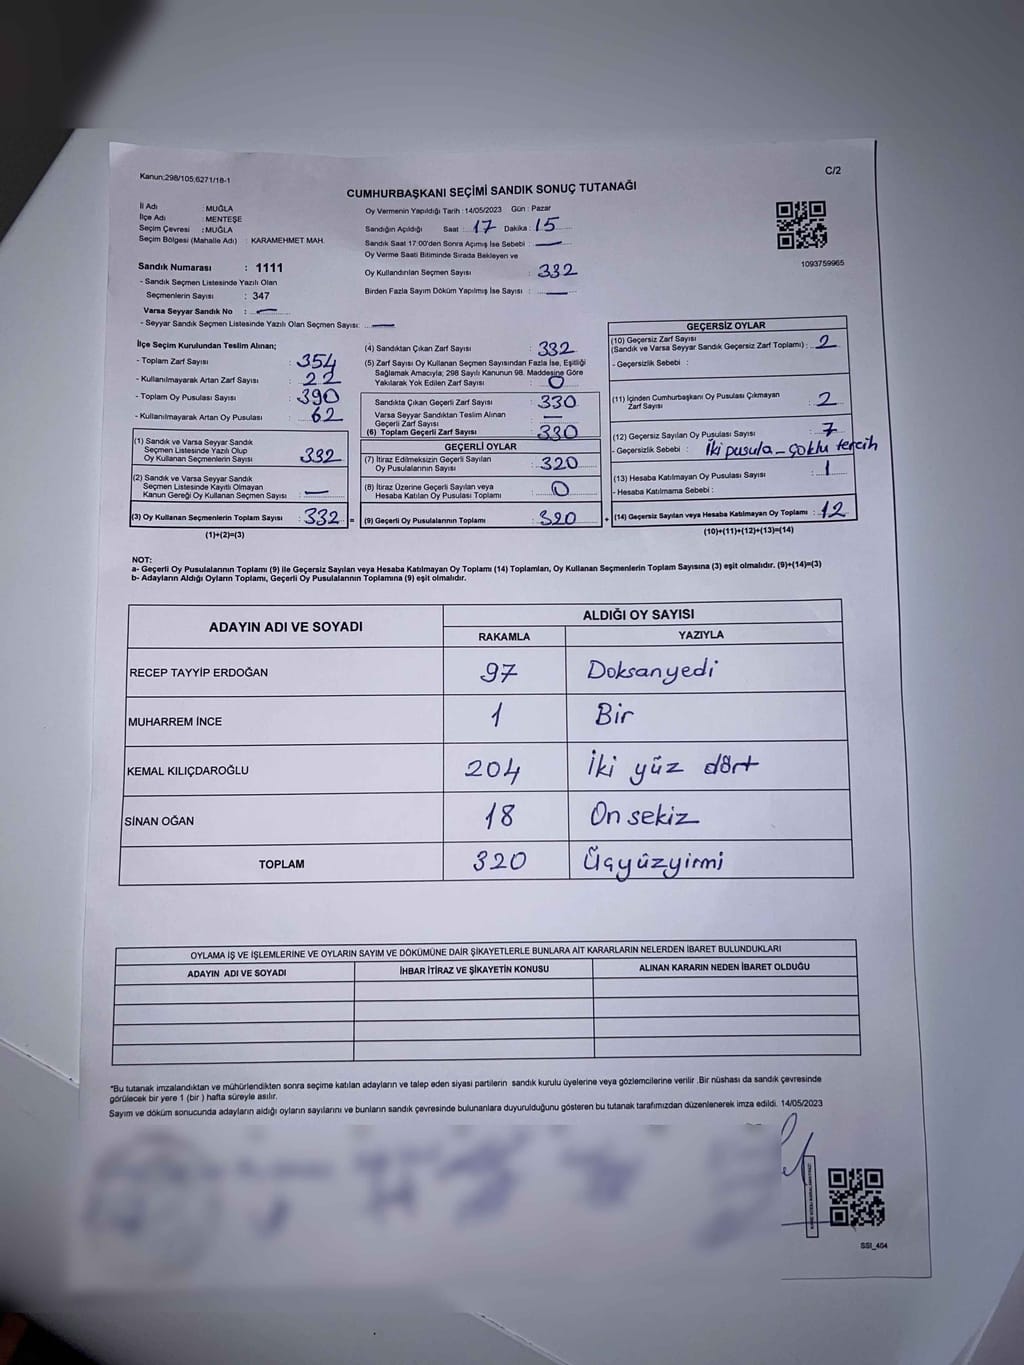 Kanun;298/105;6271/18-1
C/2
CUMHURBAŞKANI SEÇİMİ SANDIK SONUÇ TUTANAĞI
İl Adı : MUĞLA
İlçe Adı : MENTEŞE
Seçim Çevresi : MUĞLA
Seçim Bölgesi (Mahalle Adı) : KARAMEHMET MAH.
Sandık Numarası : 1111
- Sandık Seçmen Listesinde Yazılı Olan
Seçmenlerin Sayısı : 347
Varsa Seyyar Sandık No : —
- Seyyar Sandık Seçmen Listesinde Yazılı Olan Seçmen Sayısı: —
Oy Vermenin Yapıldığı Tarih : 14/05/2023 Gün : Pazar
Sandığın Açıldığı Saat : 17 Dakika : 15
Sandık Saat 17:00'den Sonra Açımış İse Sebebi : —
Oy Verme Saati Bitiminde Sırada Bekleyen ve
Oy Kullandırılan Seçmen Sayısı : 332
Birden Fazla Sayım Döküm Yapılmış İse Sayısı : —
1093759965
İlçe Seçim Kurulundan Teslim Alınan;
- Toplam Zarf Sayısı : 354
- Kullanılmayarak Artan Zarf Sayısı : 22
- Toplam Oy Pusulası Sayısı : 390
- Kullanılmayarak Artan Oy Pusulası : 62
(1) Sandık ve Varsa Seyyar Sandık
Seçmen Listesinde Yazılı Olup
Oy Kullanan Seçmenlerin Sayısı : 332
(2) Sandık ve Varsa Seyyar Sandık
Seçmen Listesinde Kayıtlı Olmayan
Kanun Gereği Oy Kullanan Seçmen Sayısı : —
(3) Oy Kullanan Seçmenlerin Toplam Sayısı : 332 =
(1)+(2)=(3)
(4) Sandıktan Çıkan Zarf Sayısı : 332
(5) Zarf Sayısı Oy Kullanan Seçmen Sayısından Fazla İse, Eşitliği
Sağlamak Amacıyla; 298 Sayılı Kanunun 98. Maddesine Göre
Yakılarak Yok Edilen Zarf Sayısı : 0
Sandıkta Çıkan Geçerli Zarf Sayısı : 330
Varsa Seyyar Sandıktan Teslim Alınan
Geçerli Zarf Sayısı : —
(6) Toplam Geçerli Zarf Sayısı : 330
GEÇERLİ OYLAR
(7) İtiraz Edilmeksizin Geçerli Sayılan
Oy Pusulalarının Sayısı : 320
(8) İtiraz Üzerine Geçerli Sayılan veya
Hesaba Katılan Oy Pusulası Toplamı : 0
(9) Geçerli Oy Pusulalarının Toplamı : 320 +
GEÇERSİZ OYLAR
(10) Geçersiz Zarf Sayısı
(Sandık ve Varsa Seyyar Sandık Geçersiz Zarf Toplamı) : 2
- Geçersizlik Sebebi :
(11) İçinden Cumhurbaşkanı Oy Pusulası Çıkmayan
Zarf Sayısı : 2
(12) Geçersiz Sayılan Oy Pusulası Sayısı : 7
- Geçersizlik Sebebi : İki pusula – çoklu tercih
(13) Hesaba Katılmayan Oy Pusulası Sayısı : 1
- Hesaba Katılmama Sebebi :
(14) Geçersiz Sayılan veya Hesaba Katılmayan Oy Toplamı : 12
(10)+(11)+(12)+(13)=(14)
NOT:
a- Geçerli Oy Pusulalarının Toplamı (9) ile Geçersiz Sayılan veya Hesaba Katılmayan Oy Toplamı (14) Toplamları, Oy Kullanan Seçmenlerin Toplam Sayısına (3) eşit olmalıdır. (9)+(14)=(3)
b- Adayların Aldığı Oyların Toplamı, Geçerli Oy Pusulalarının Toplamına (9) eşit olmalıdır.
ADAYIN ADI VE SOYADI
ALDIĞI OY SAYISI
RAKAMLA YAZIYLA
RECEP TAYYİP ERDOĞAN 97 Doksanyedi
MUHARREM İNCE 1 Bir
KEMAL KILIÇDAROĞLU 204 İki yüz dört
SİNAN OĞAN 18 On sekiz
TOPLAM 320 Üçyüzyirmi
OYLAMA İŞ VE İŞLEMLERİNE VE OYLARIN SAYIM VE DÖKÜMÜNE DAİR ŞİKAYETLERLE BUNLARA AİT KARARLARIN NELERDEN İBARET BULUNDUKLARI
ADAYIN ADI VE SOYADI İHBAR İTİRAZ VE ŞİKAYETİN KONUSU ALINAN KARARIN NEDEN İBARET OLDUĞU
*Bu tutanak imzalandıktan ve mühürlendikten sonra seçime katılan adayların ve talep eden siyasi partilerin sandık kurulu üyelerine veya gözlemcilerine verilir .Bir nüshası da sandık çevresinde
görülecek bir yere 1 (bir ) hafta süreyle asılır.
Sayım ve döküm sonucunda adayların aldığı oyların sayılarını ve bunların sandık çevresinde bulunanlara duyurulduğunu gösteren bu tutanak tarafımızdan düzenlenerek imza edildi. 14/05/2023
SSI_404